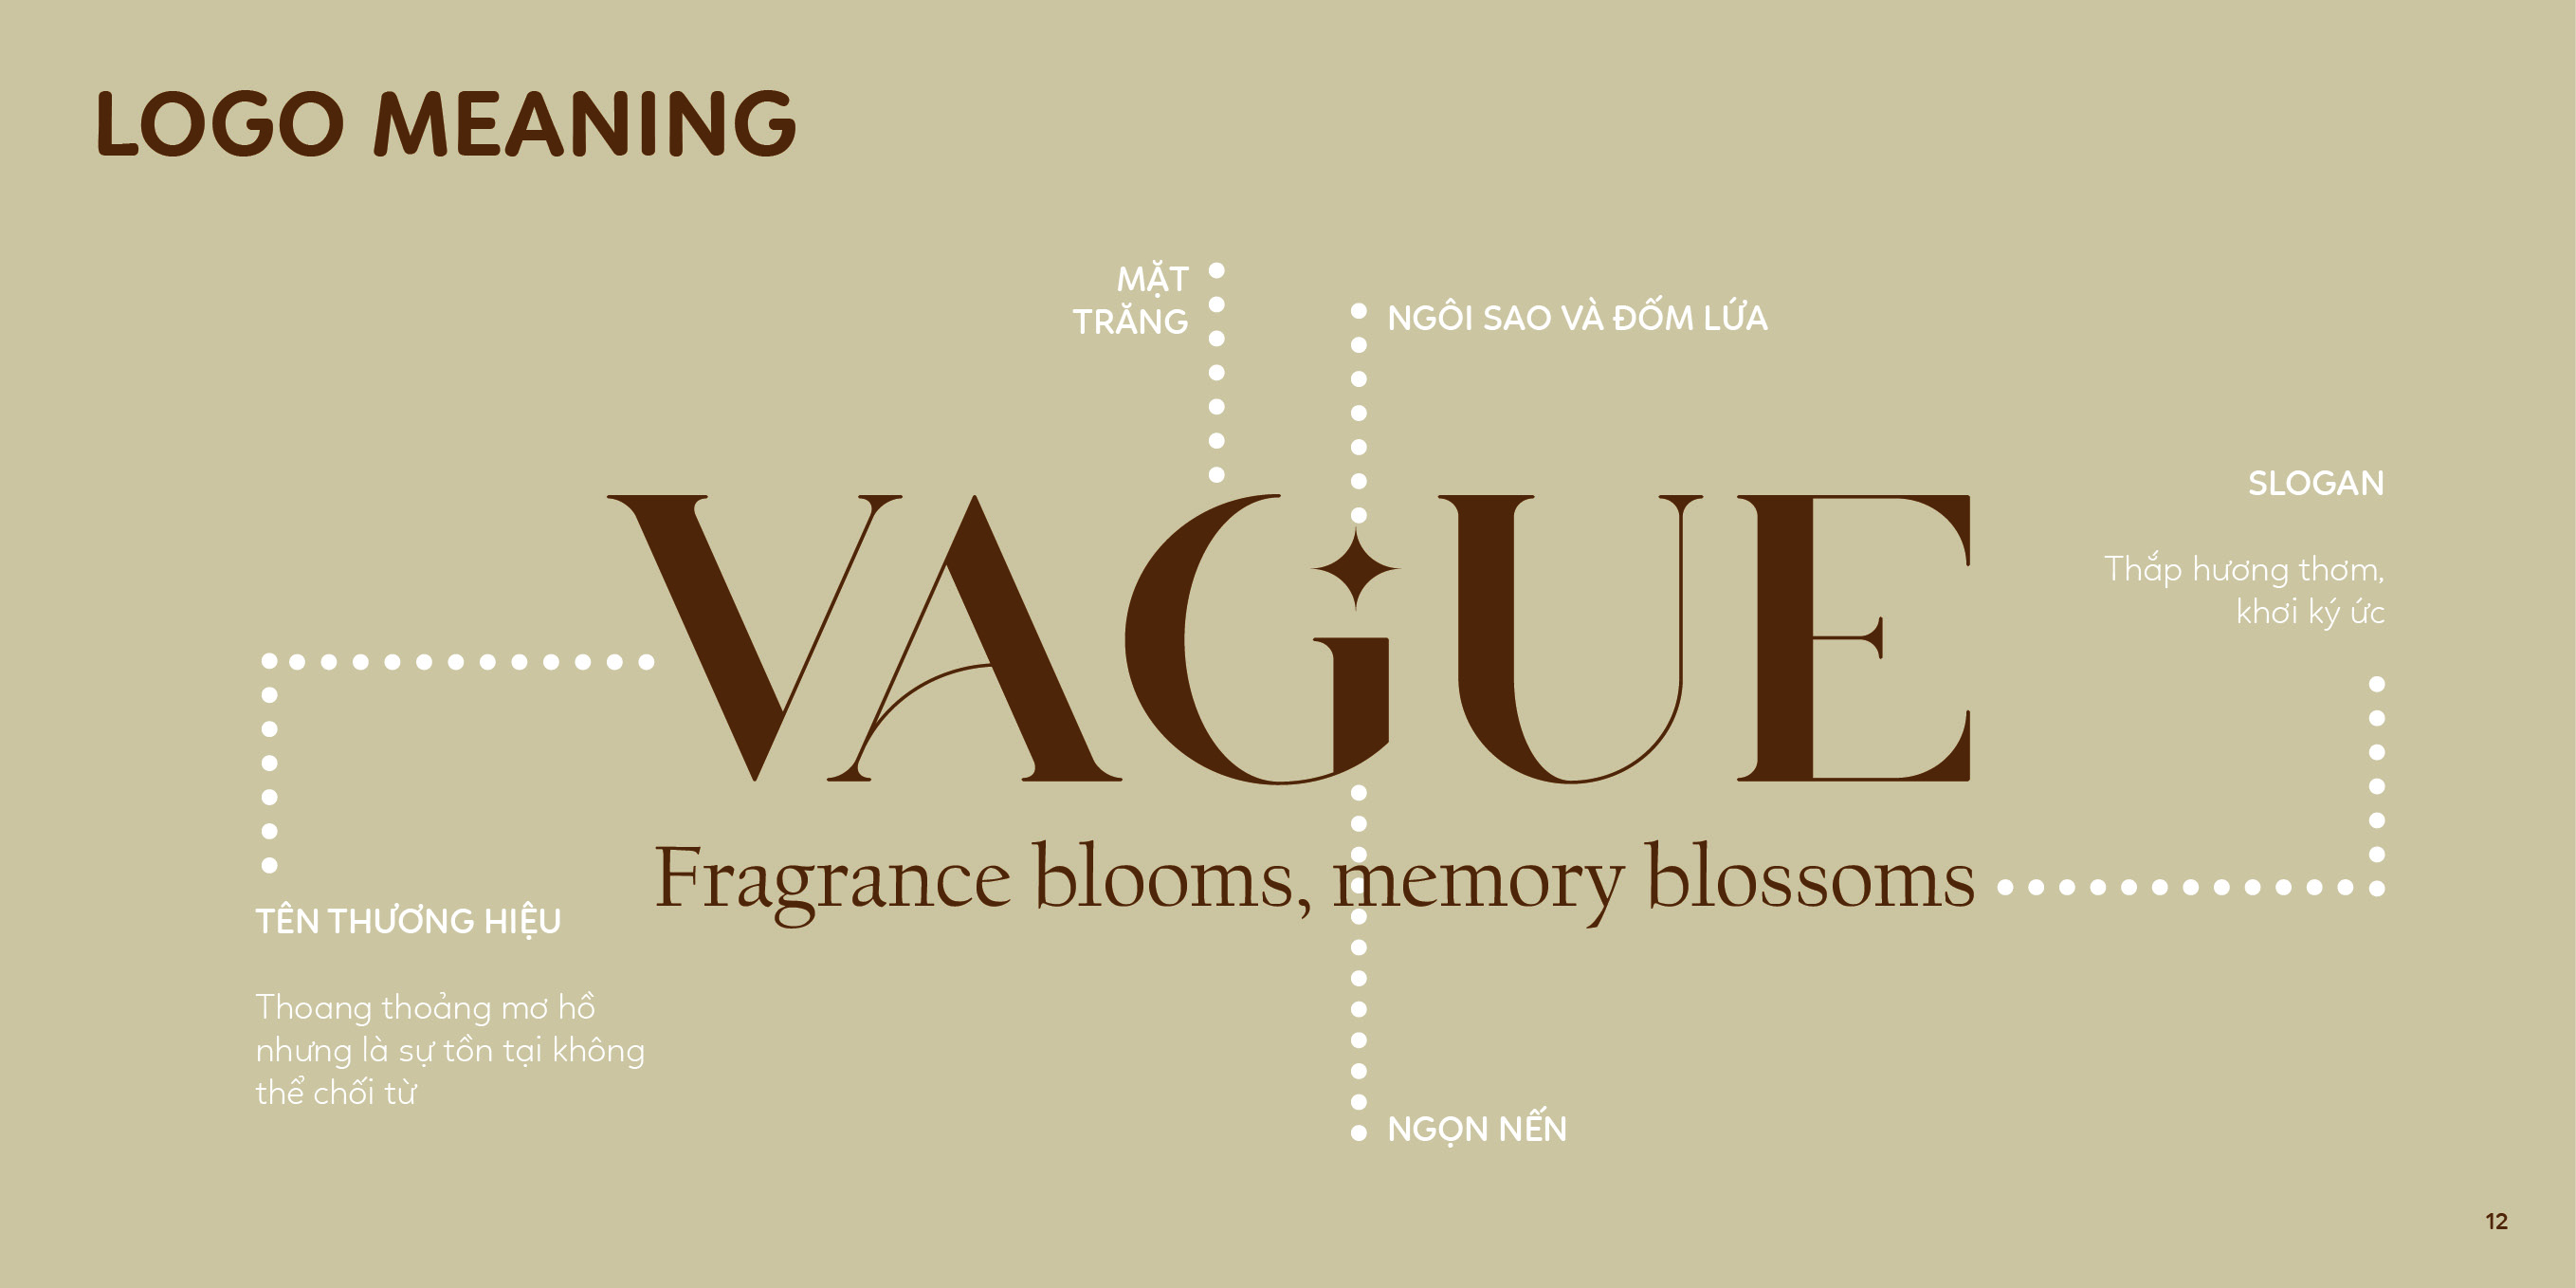 LOGO MEANING
MẶT
TRĂNG
NGÔI SAO VÀ ĐỐM LỨA
VAGUE
Fragrance blooms, memory blossoms
SLOGAN
Thắp hương thơm,
khơi ký ức
TÊN THƯƠNG HIỆU
Thoang thoảng mơ hồ
nhưng là sự tồn tại không
thể chối từ
NGỌN NẾN
12